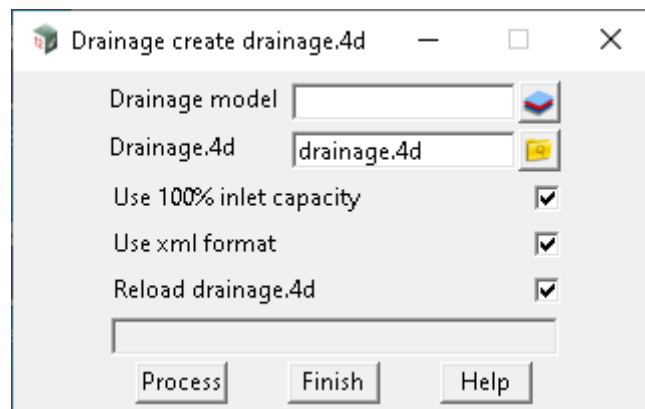 Drainage create drainage.4d
Drainage model
Drainage.4d drainage.4d
Use 100% inlet capacity
Use xml format
Reload drainage.4d
Process Finish Help